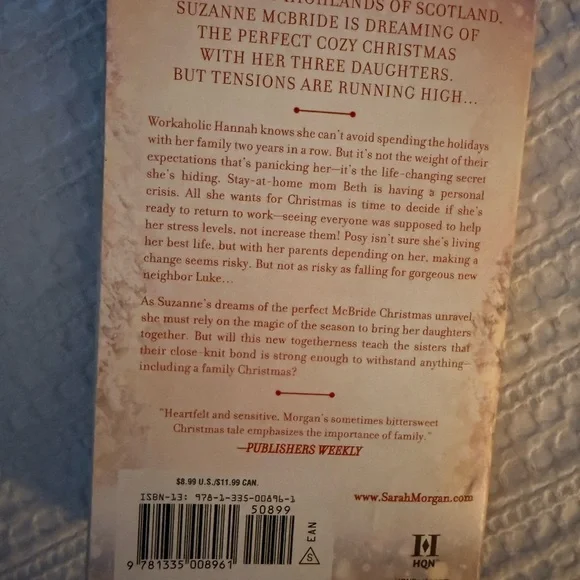 HIGHLANDS OF SCOTLAND.
SUZANNE MCBRIDE IS DREAMING OF
THE PERFECT COZY CHRISTMAS
WITH HER THREE DAUGHTERS.
BUT TENSIONS ARE RUNNING HIGH...
Workaholic Hannah knows she can't avoid spending the holidays
with her family two years in a row. But it's not the weight of their
expectations that's panicking her—it's the life-changing secret
she's hiding. Stay-at-home mom Beth is having a personal
crisis. All she wants for Christmas is time to decide if she's
ready to return to work—seeing everyone was supposed to help
her stress levels, not increase them! Posy isn't sure she's living
her best life, but with her parents depending on her, making a
change seems risky. But not as risky as falling for gorgeous new
neighbor Luke...
As Suzanne's dreams of the perfect McBride Christmas unravel,
she must rely on the magic of the season to bring her daughters
together. But will this new togetherness teach the sisters that
their close-knit bond is strong enough to withstand anything—
including a family Christmas?
"Heartfelt and sensitive, Morgan's sometimes bittersweet
Christmas tale emphasizes the importance of family."
—PUBLISHERS WEEKLY
$8.99 U.S./$11.99 CAN.
ISBN-13: 978-1-335-00896-1
50899
EAN
S
9 781335 008961
www.SarahMorgan.com
H
HQN